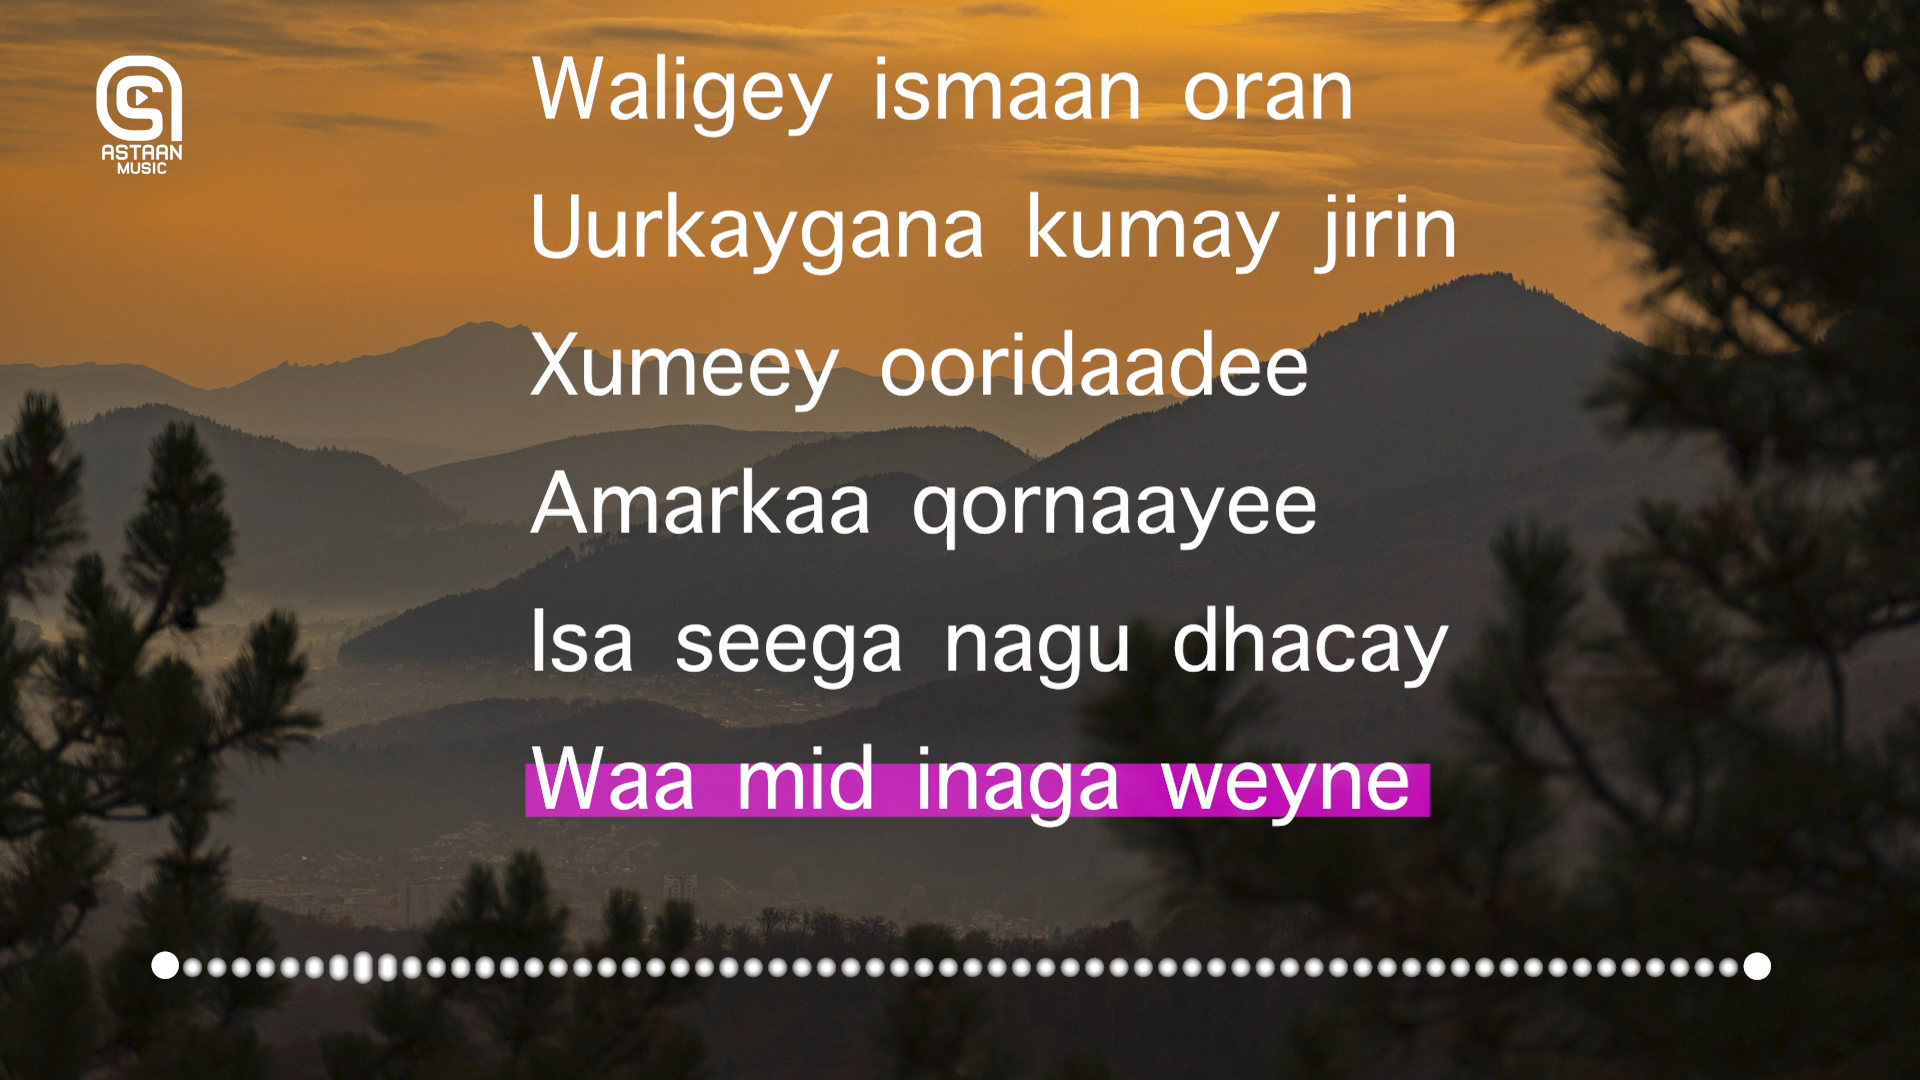 ASTAAN
MUSIC
Waligey ismaan oran
Uurkaygana kumay jirin
Xumeey ooridaadee
Amarkaa qornaayee
Isa seega nagu dhacay
Waa mid inaga weyne